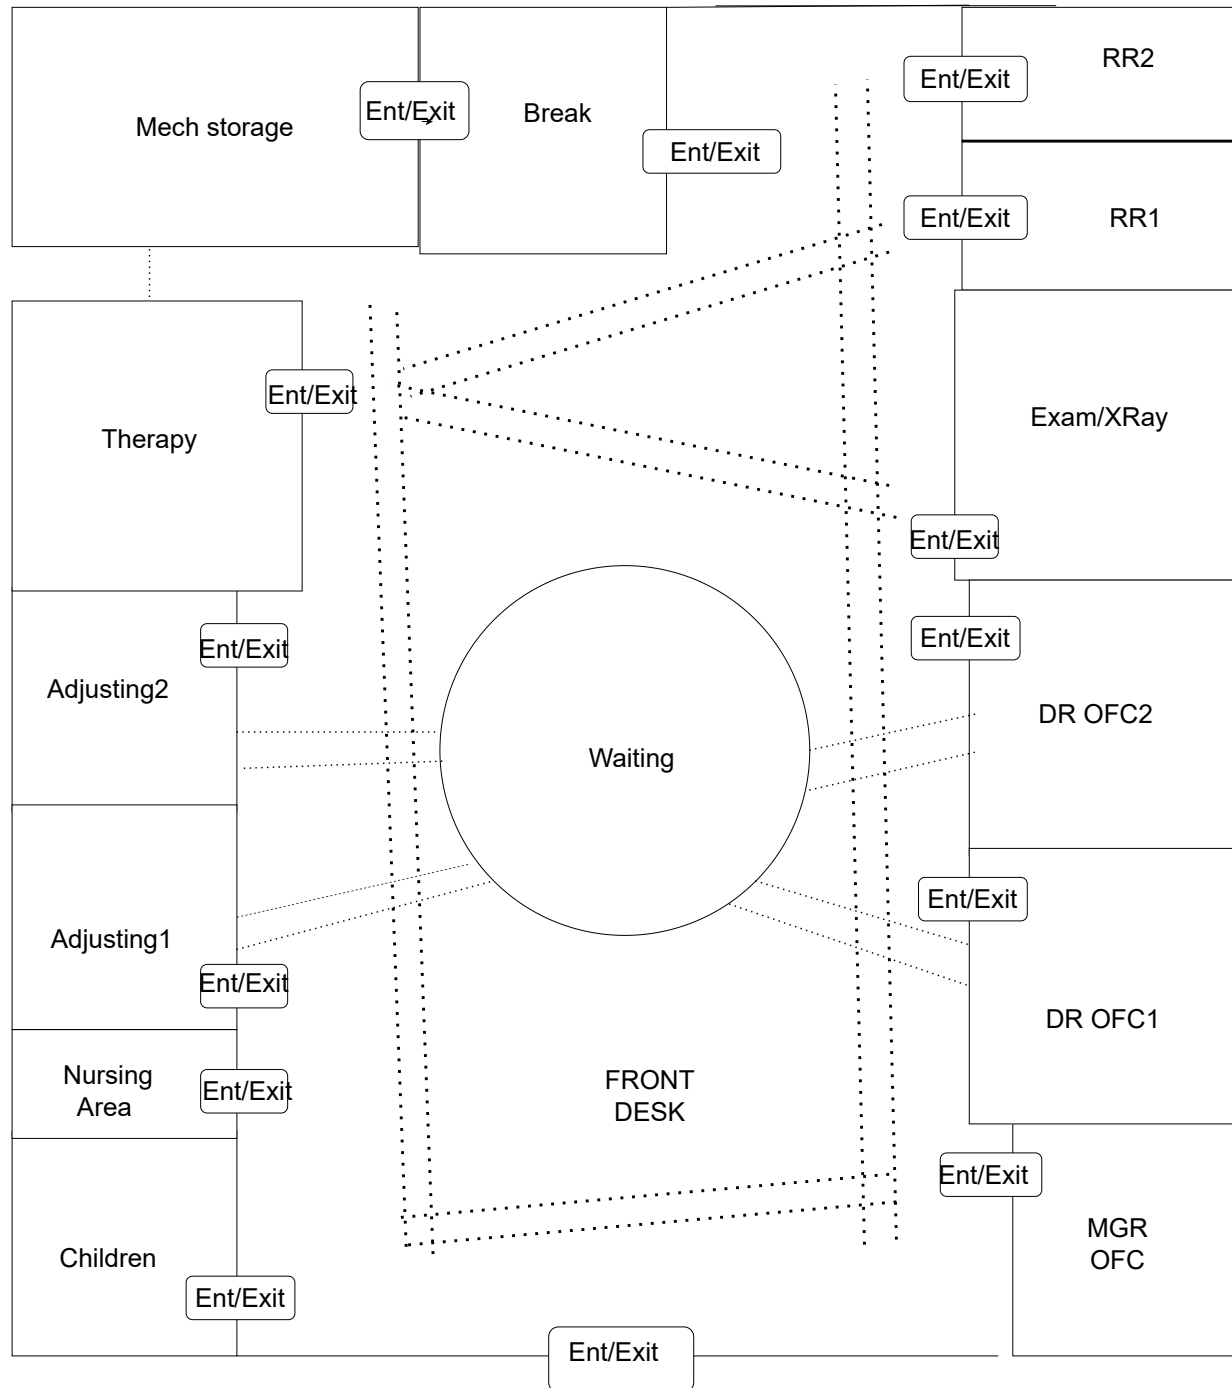 RR2
Ent/Exit
Mech storage
Ent/Exit
Break
Ent/Exit
Ent/Exit
RR1
Therapy
Ent/Exit
Exam/XRay
Ent/Exit
Ent/Exit
Adjusting2
Ent/Exit
DR OFC2
Waiting
Adjusting1
Ent/Exit
Ent/Exit
DR OFC1
Nursing
Area
Ent/Exit
FRONT
DESK
Ent/Exit
MGR
OFC
Children
Ent/Exit
Ent/Exit